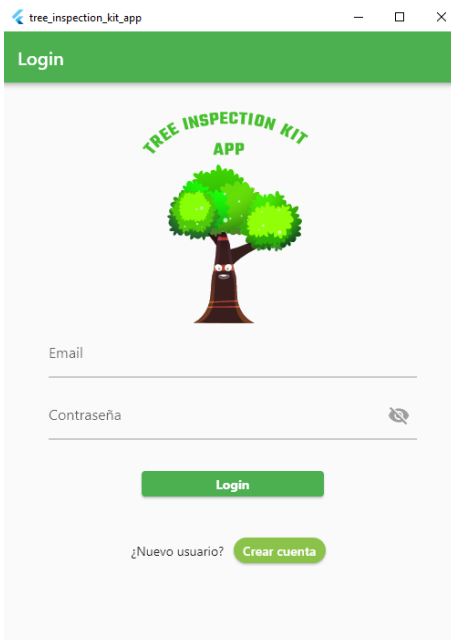 tree_inspection_kit_app
Login
TREE INSPECTION KIT
APP
Email
Contraseña
Login
¿Nuevo usuario? Crear cuenta